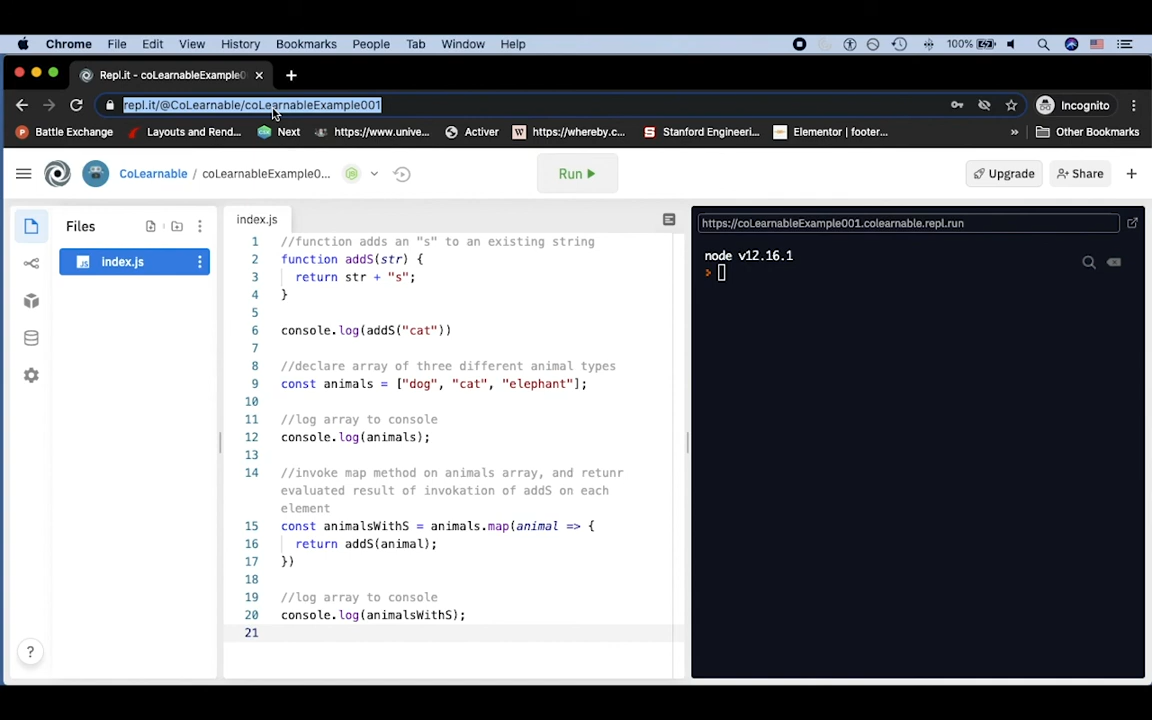 Chrome File Edit View History Bookmarks People Tab Window Help 100%
Repl.it - coLearnableExample0
repl.it/@CoLearnable/coLearnableExample001 Incognito
Battle Exchange Layouts and Rend... Next https://www.unive... Activer https://whereby.c... Stanford Engineeri... Elementor | footer... » Other Bookmarks
CoLearnable / coLearnableExample0... Run Upgrade Share +
Files index.js
JS index.js
https://coLearnableExample001.colearnable.repl.run
node v12.16.1
1 //function adds an "s" to an existing string
2 function addS(str) {
3 return str + "s";
4 }
5
6 console.log(addS("cat"))
7
8 //declare array of three different animal types
9 const animals = ["dog", "cat", "elephant"];
10
11 //log array to console
12 console.log(animals);
13
14 //invoke map method on animals array, and retunr
evaluated result of invokation of addS on each
element
15 const animalsWithS = animals.map(animal => {
16 return addS(animal);
17 })
18
19 //log array to console
20 console.log(animalsWithS);
21
?